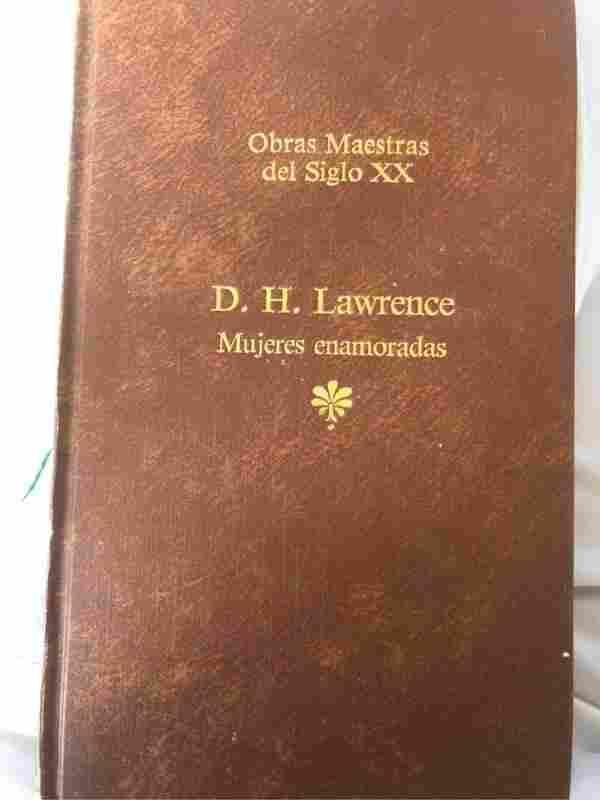 Obras Maestras
del Siglo XX
D. H. Lawrence
Mujeres enamoradas